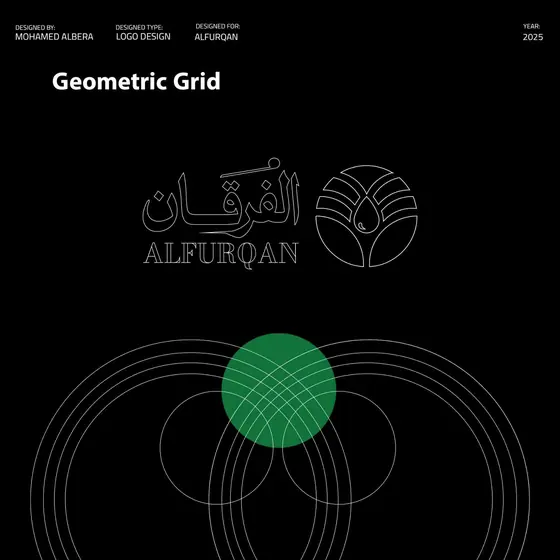 DESIGNED BY:
MOHAMED ALBERA
DESIGNED TYPE:
LOGO DESIGN
DESIGNED FOR:
ALFURQAN
YEAR:
2025
Geometric Grid
الفرقان
ALFURQAN